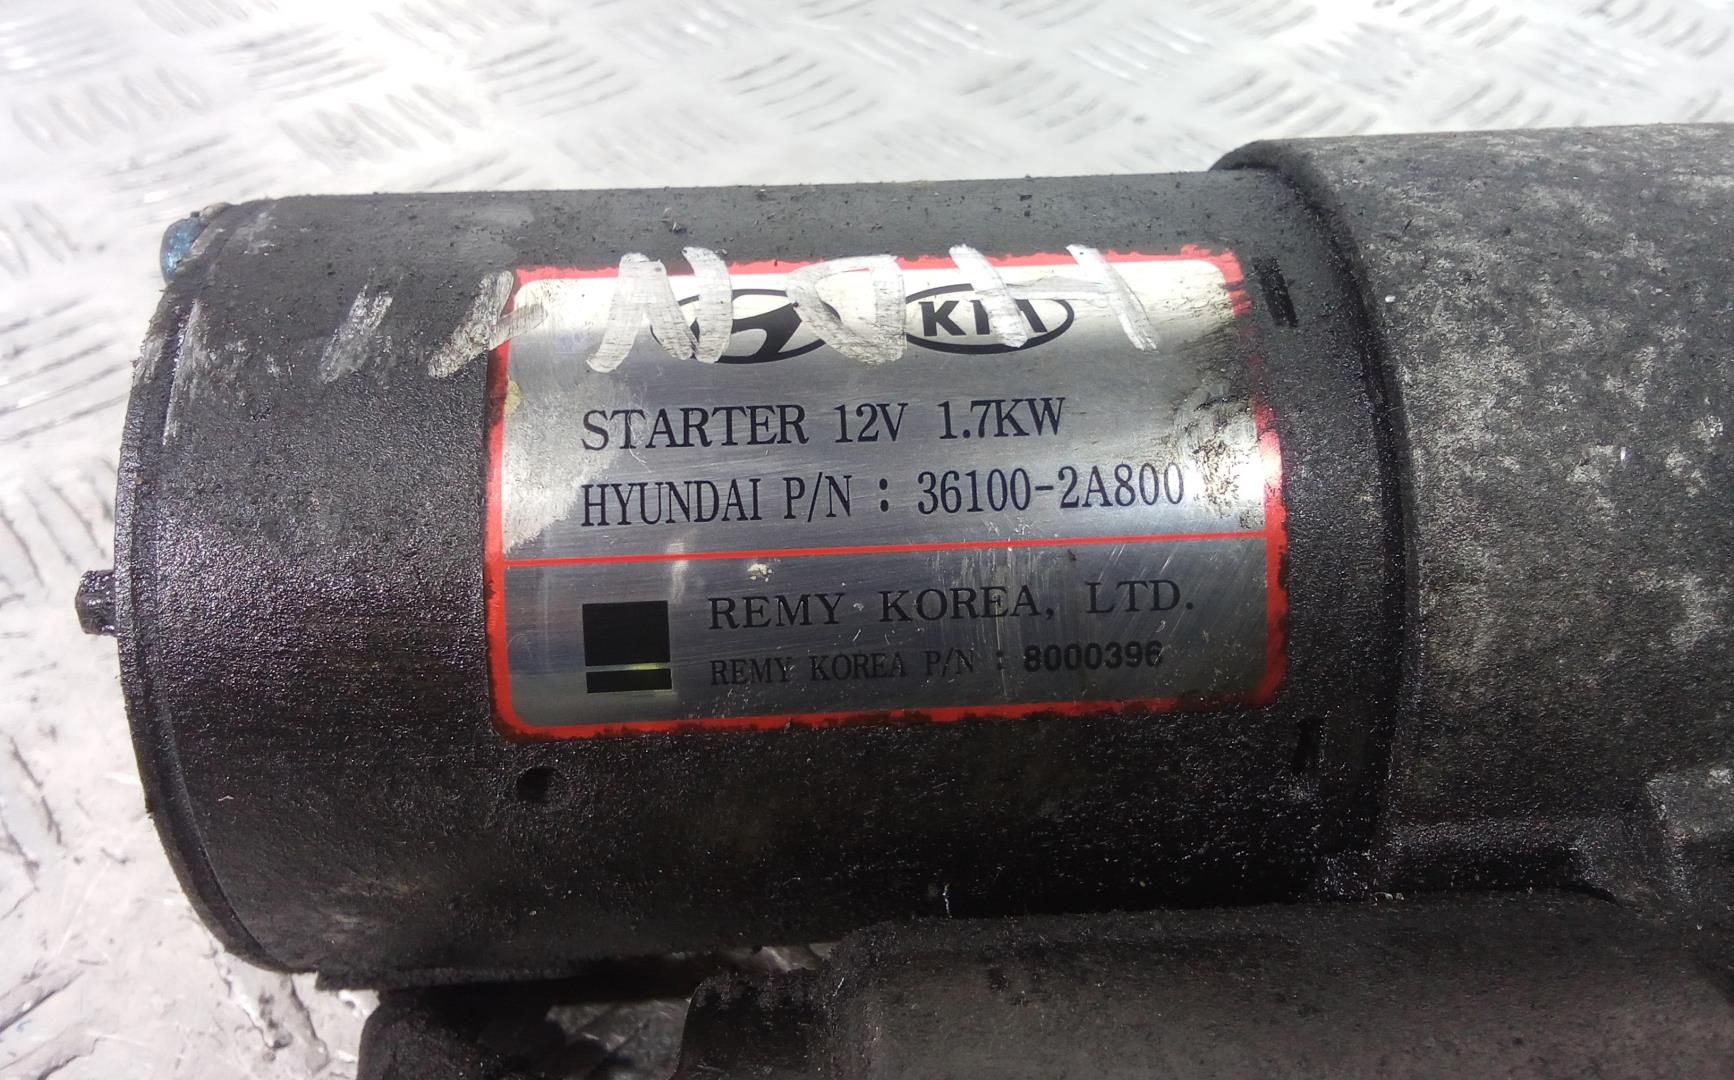 KIA
STARTER 12V 1.7KW
HYUNDAI P/N : 36100-2A800
REMY KOREA, LTD.
REMY KOREA P/N : 8000396